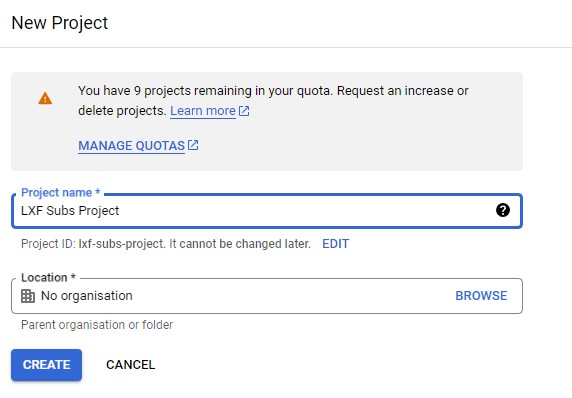 New Project
You have 9 projects remaining in your quota. Request an increase or
delete projects. Learn more
MANAGE QUOTAS
Project name *
LXF Subs Project
Project ID: lxf-subs-project. It cannot be changed later. EDIT
Location *
No organisation BROWSE
Parent organisation or folder
CREATE CANCEL